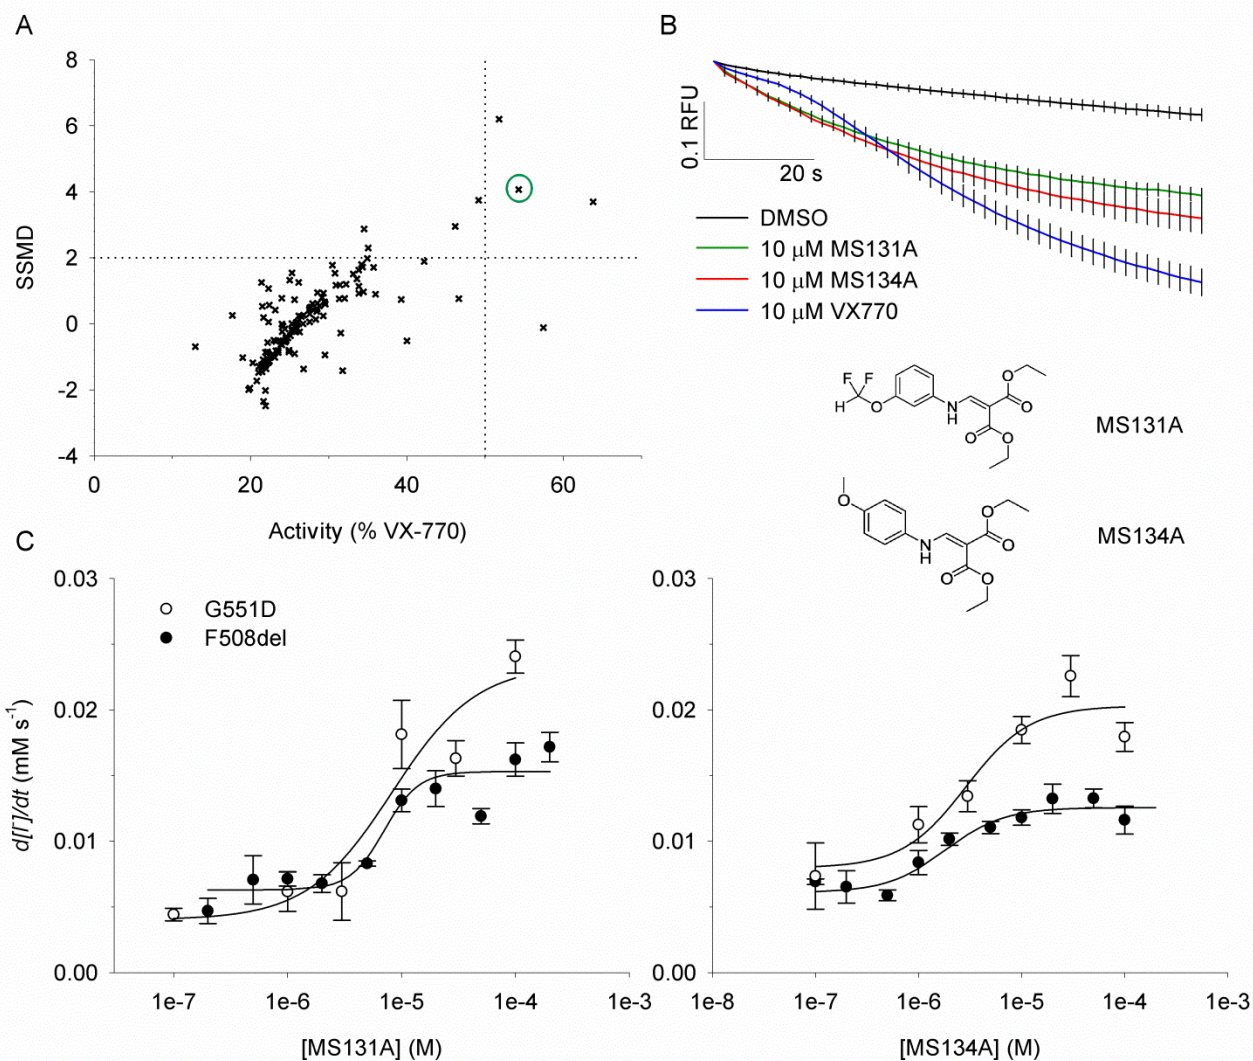 A
8
6
4
2
0
-2
-4
SSMD
0
20
40
60
Activity (% VX-770)
B
0.1 RFU
20 s
DMSO
10 μM MS131A
10 μM MS134A
10 μM VX770
F
F
H
O
N
H
O
O
O
O
MS131A
O
N
H
O
O
O
O
MS134A
C
0.03
0.02
0.01
0.00
d[I-]/dt (mM s-1)
G551D
F508del
1e-7
1e-6
1e-5
1e-4
1e-3
[MS131A] (M)
0.03
0.02
0.01
0.00
1e-8
1e-7
1e-6
1e-5
1e-4
1e-3
[MS134A] (M)